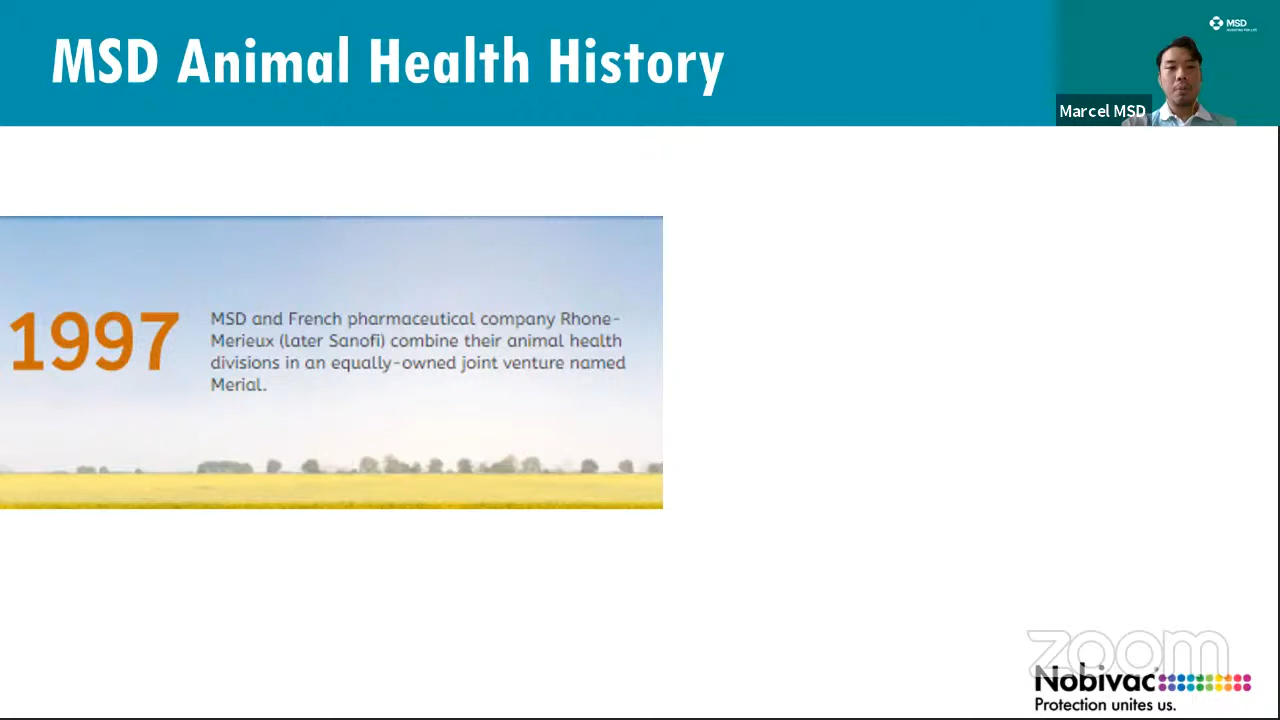 MSD Animal Health History
MSD
Marcel MSD
1997
MSD and French pharmaceutical company Rhone-
Merieux (later Sanofi) combine their animal health
divisions in an equally-owned joint venture named
Merial.
zoom
Nobivac
Protection unites us.